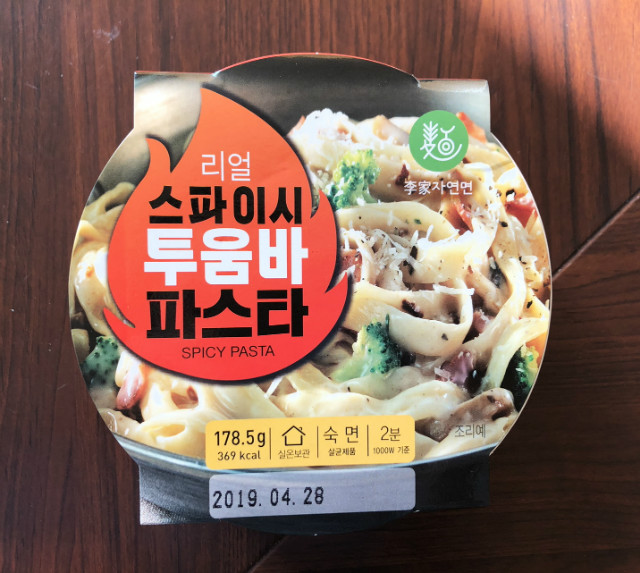 리얼
스파이시
투움바
파스타
SPICY PASTA
李家자연면
178.5g
369 kcal
실온보관
숙면
살균제품
2분
1000W 기준
조리예
2019. 04. 28